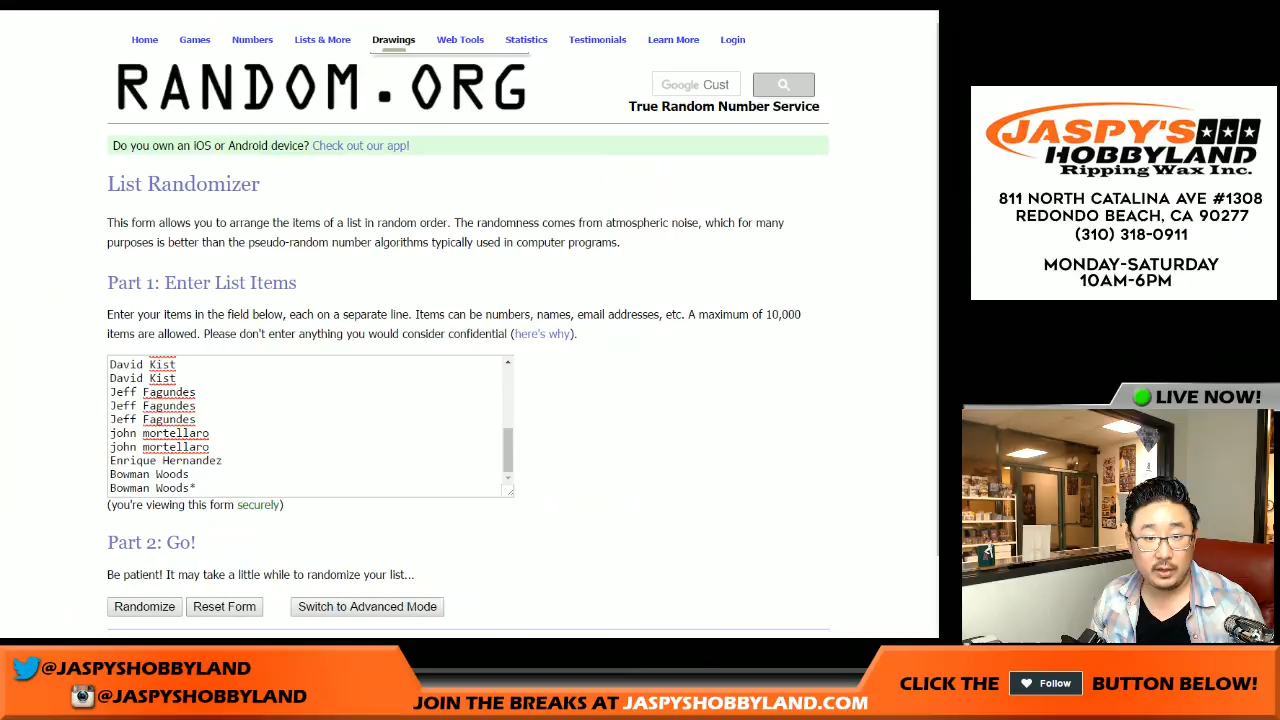 Home Games Numbers Lists & More Drawings Web Tools Statistics Testimonials Learn More Login
RANDOM.ORG
Google Cust
True Random Number Service
Do you own an iOS or Android device? Check out our app!
List Randomizer
This form allows you to arrange the items of a list in random order. The randomness comes from atmospheric noise, which for many
purposes is better than the pseudo-random number algorithms typically used in computer programs.
Part 1: Enter List Items
Enter your items in the field below, each on a separate line. Items can be numbers, names, email addresses, etc. A maximum of 10,000
items are allowed. Please don't enter anything you would consider confidential (here's why).
David Kist
David Kist
Jeff Fagundes
Jeff Fagundes
Jeff Fagundes
john mortellaro
john mortellaro
Enrique Hernandez
Bowman Woods
Bowman Woods*
(you're viewing this form securely)
Part 2: Go!
Be patient! It may take a little while to randomize your list...
Randomize Reset Form Switch to Advanced Mode
JASPY'S
HOBBYLAND
Ripping Wax Inc.
811 NORTH CATALINA AVE #1308
REDONDO BEACH, CA 90277
(310) 318-0911
MONDAY-SATURDAY
10AM-6PM
LIVE NOW!
@JASPYSHOBBYLAND
@JASPYSHOBBYLAND
JOIN THE BREAKS AT JASPYSHOBBYLAND.COM
CLICK THE Follow BUTTON BELOW!